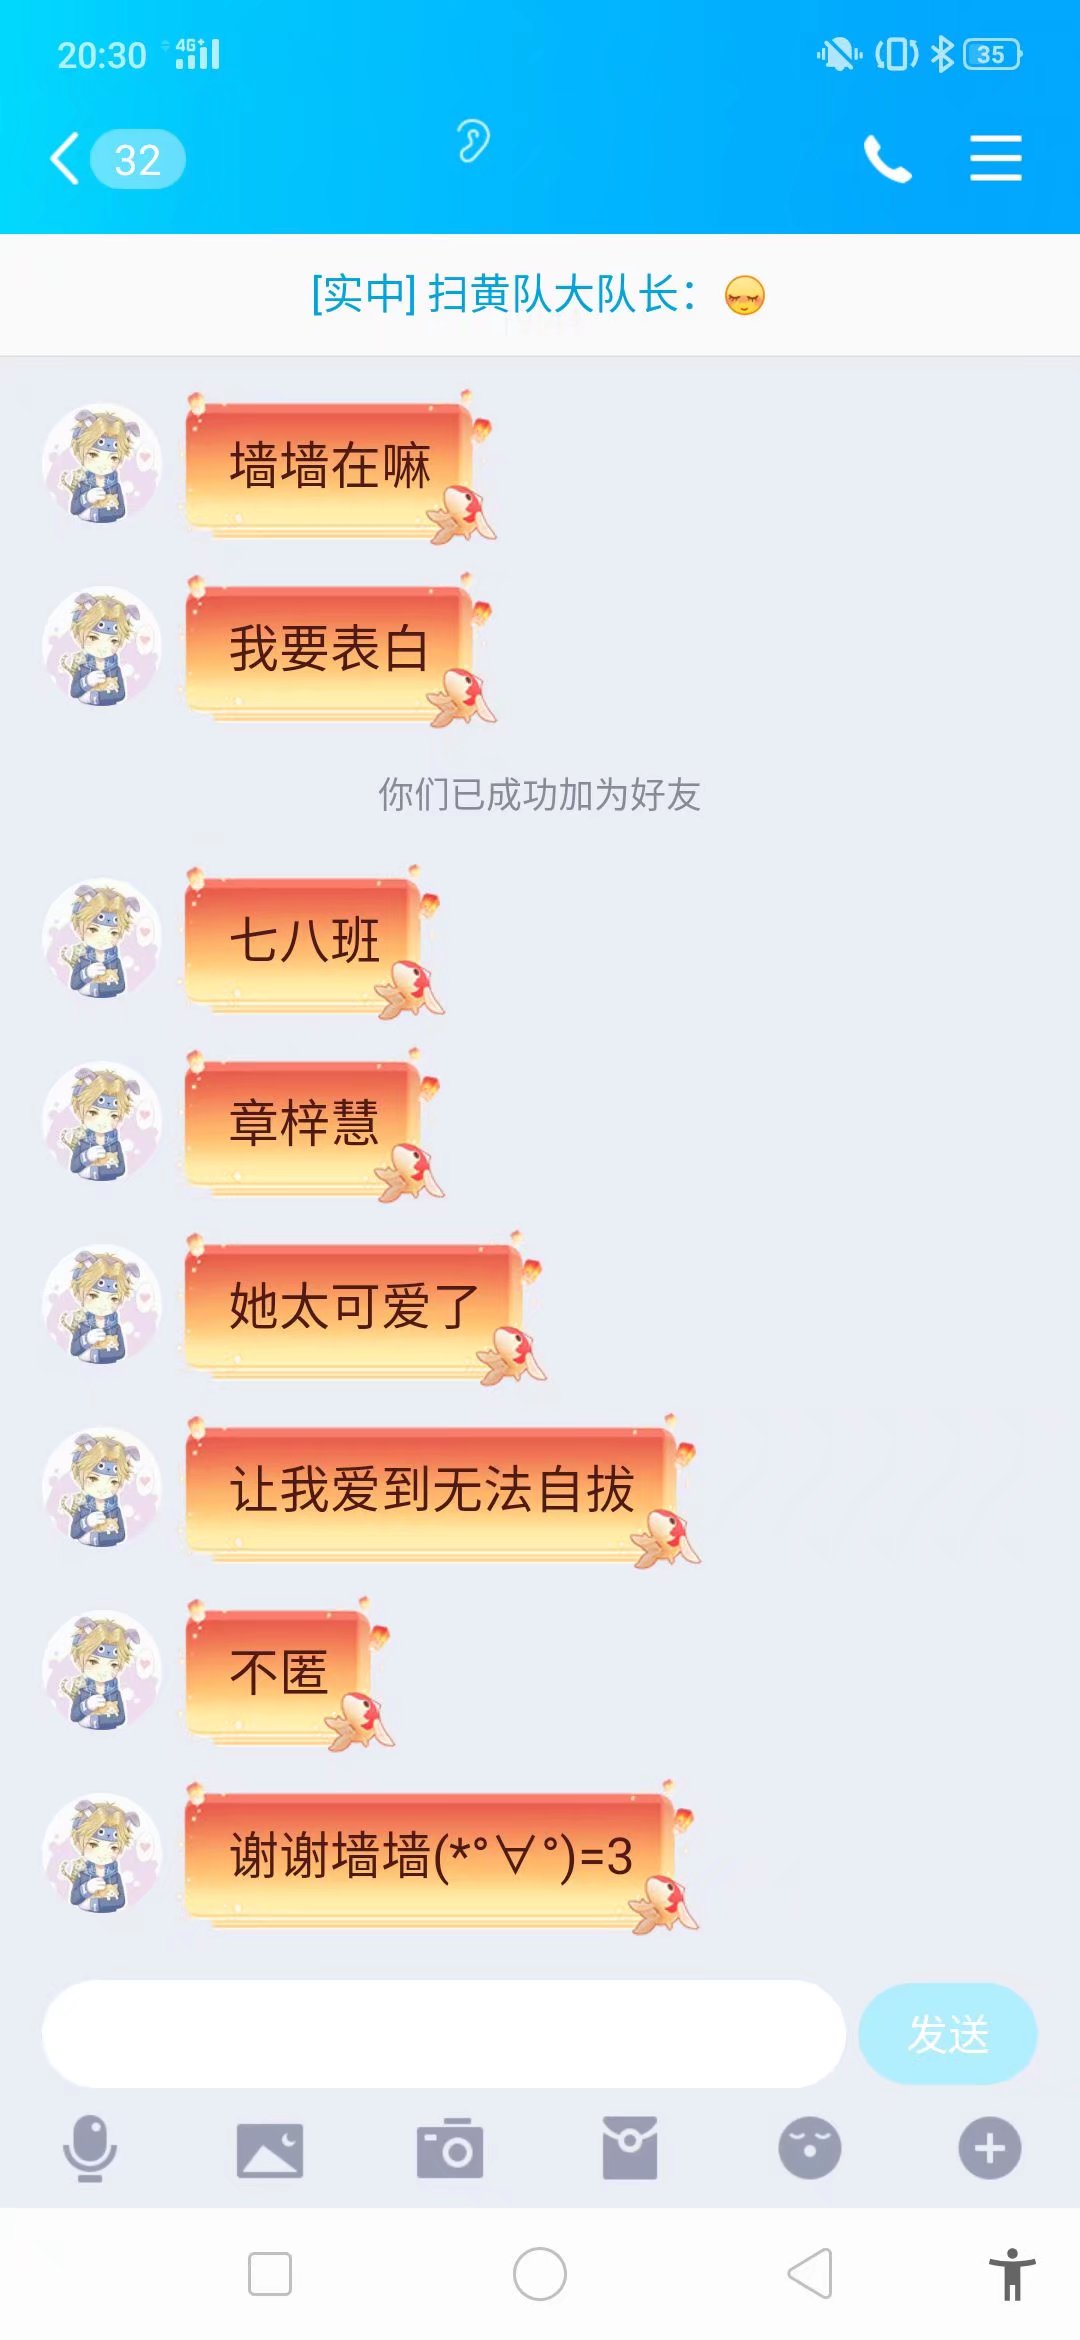 20:30 4G+ 35
32
[实中] 扫黄队大队长：
墙墙在嘛
我要表白
你们已成功加为好友
七八班
章梓慧
她太可爱了
让我爱到无法自拔
不匿
谢谢墙墙(*°∀°)=3
发送